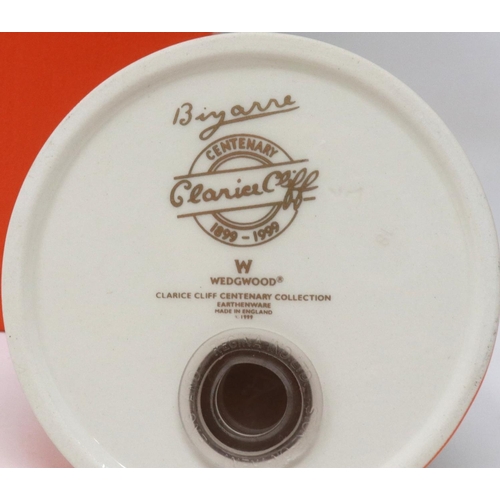 Bizarre
CENTENARY
Clarice Cliff
1899-1999
W
WEDGWOOD®
CLARICE CLIFF CENTENARY COLLECTION
EARTHENWARE
MADE IN ENGLAND
© 1999